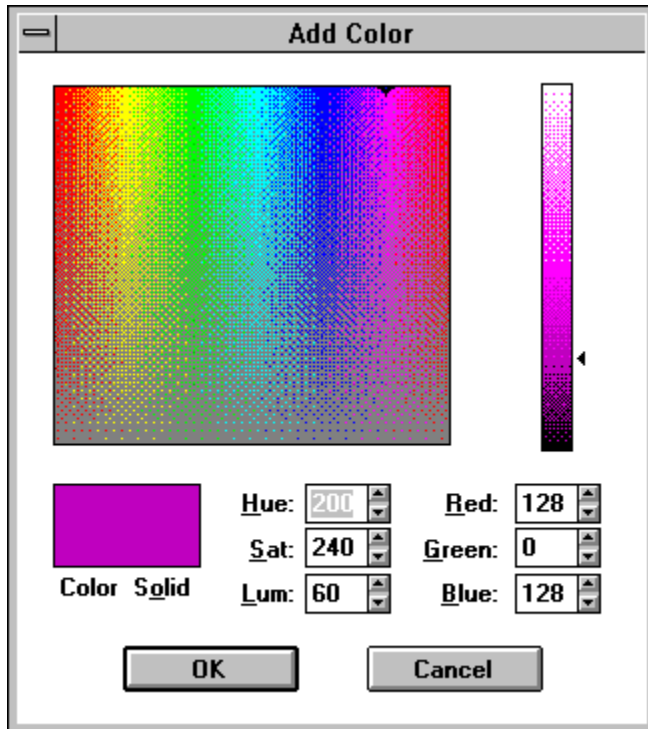 Add Color
Hue: 200 Red: 128
Sat: 240 Green: 0
Color Solid Lum: 60 Blue: 128
OK Cancel